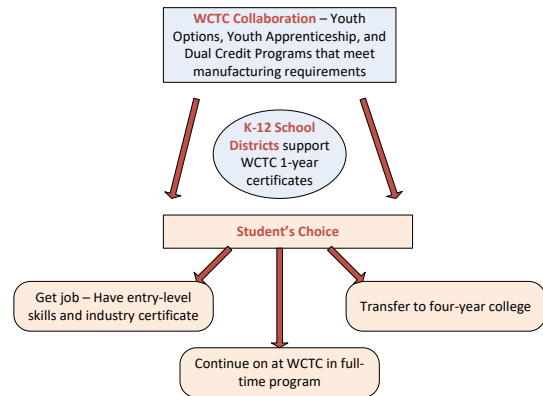 WCTC Collaboration – Youth
Options, Youth Apprenticeship, and
Dual Credit Programs that meet
manufacturing requirements
K-12 School
Districts support
WCTC 1-year
certificates
Student’s Choice
Get job – Have entry-level
skills and industry certificate
Transfer to four-year college
Continue on at WCTC in full-
time program